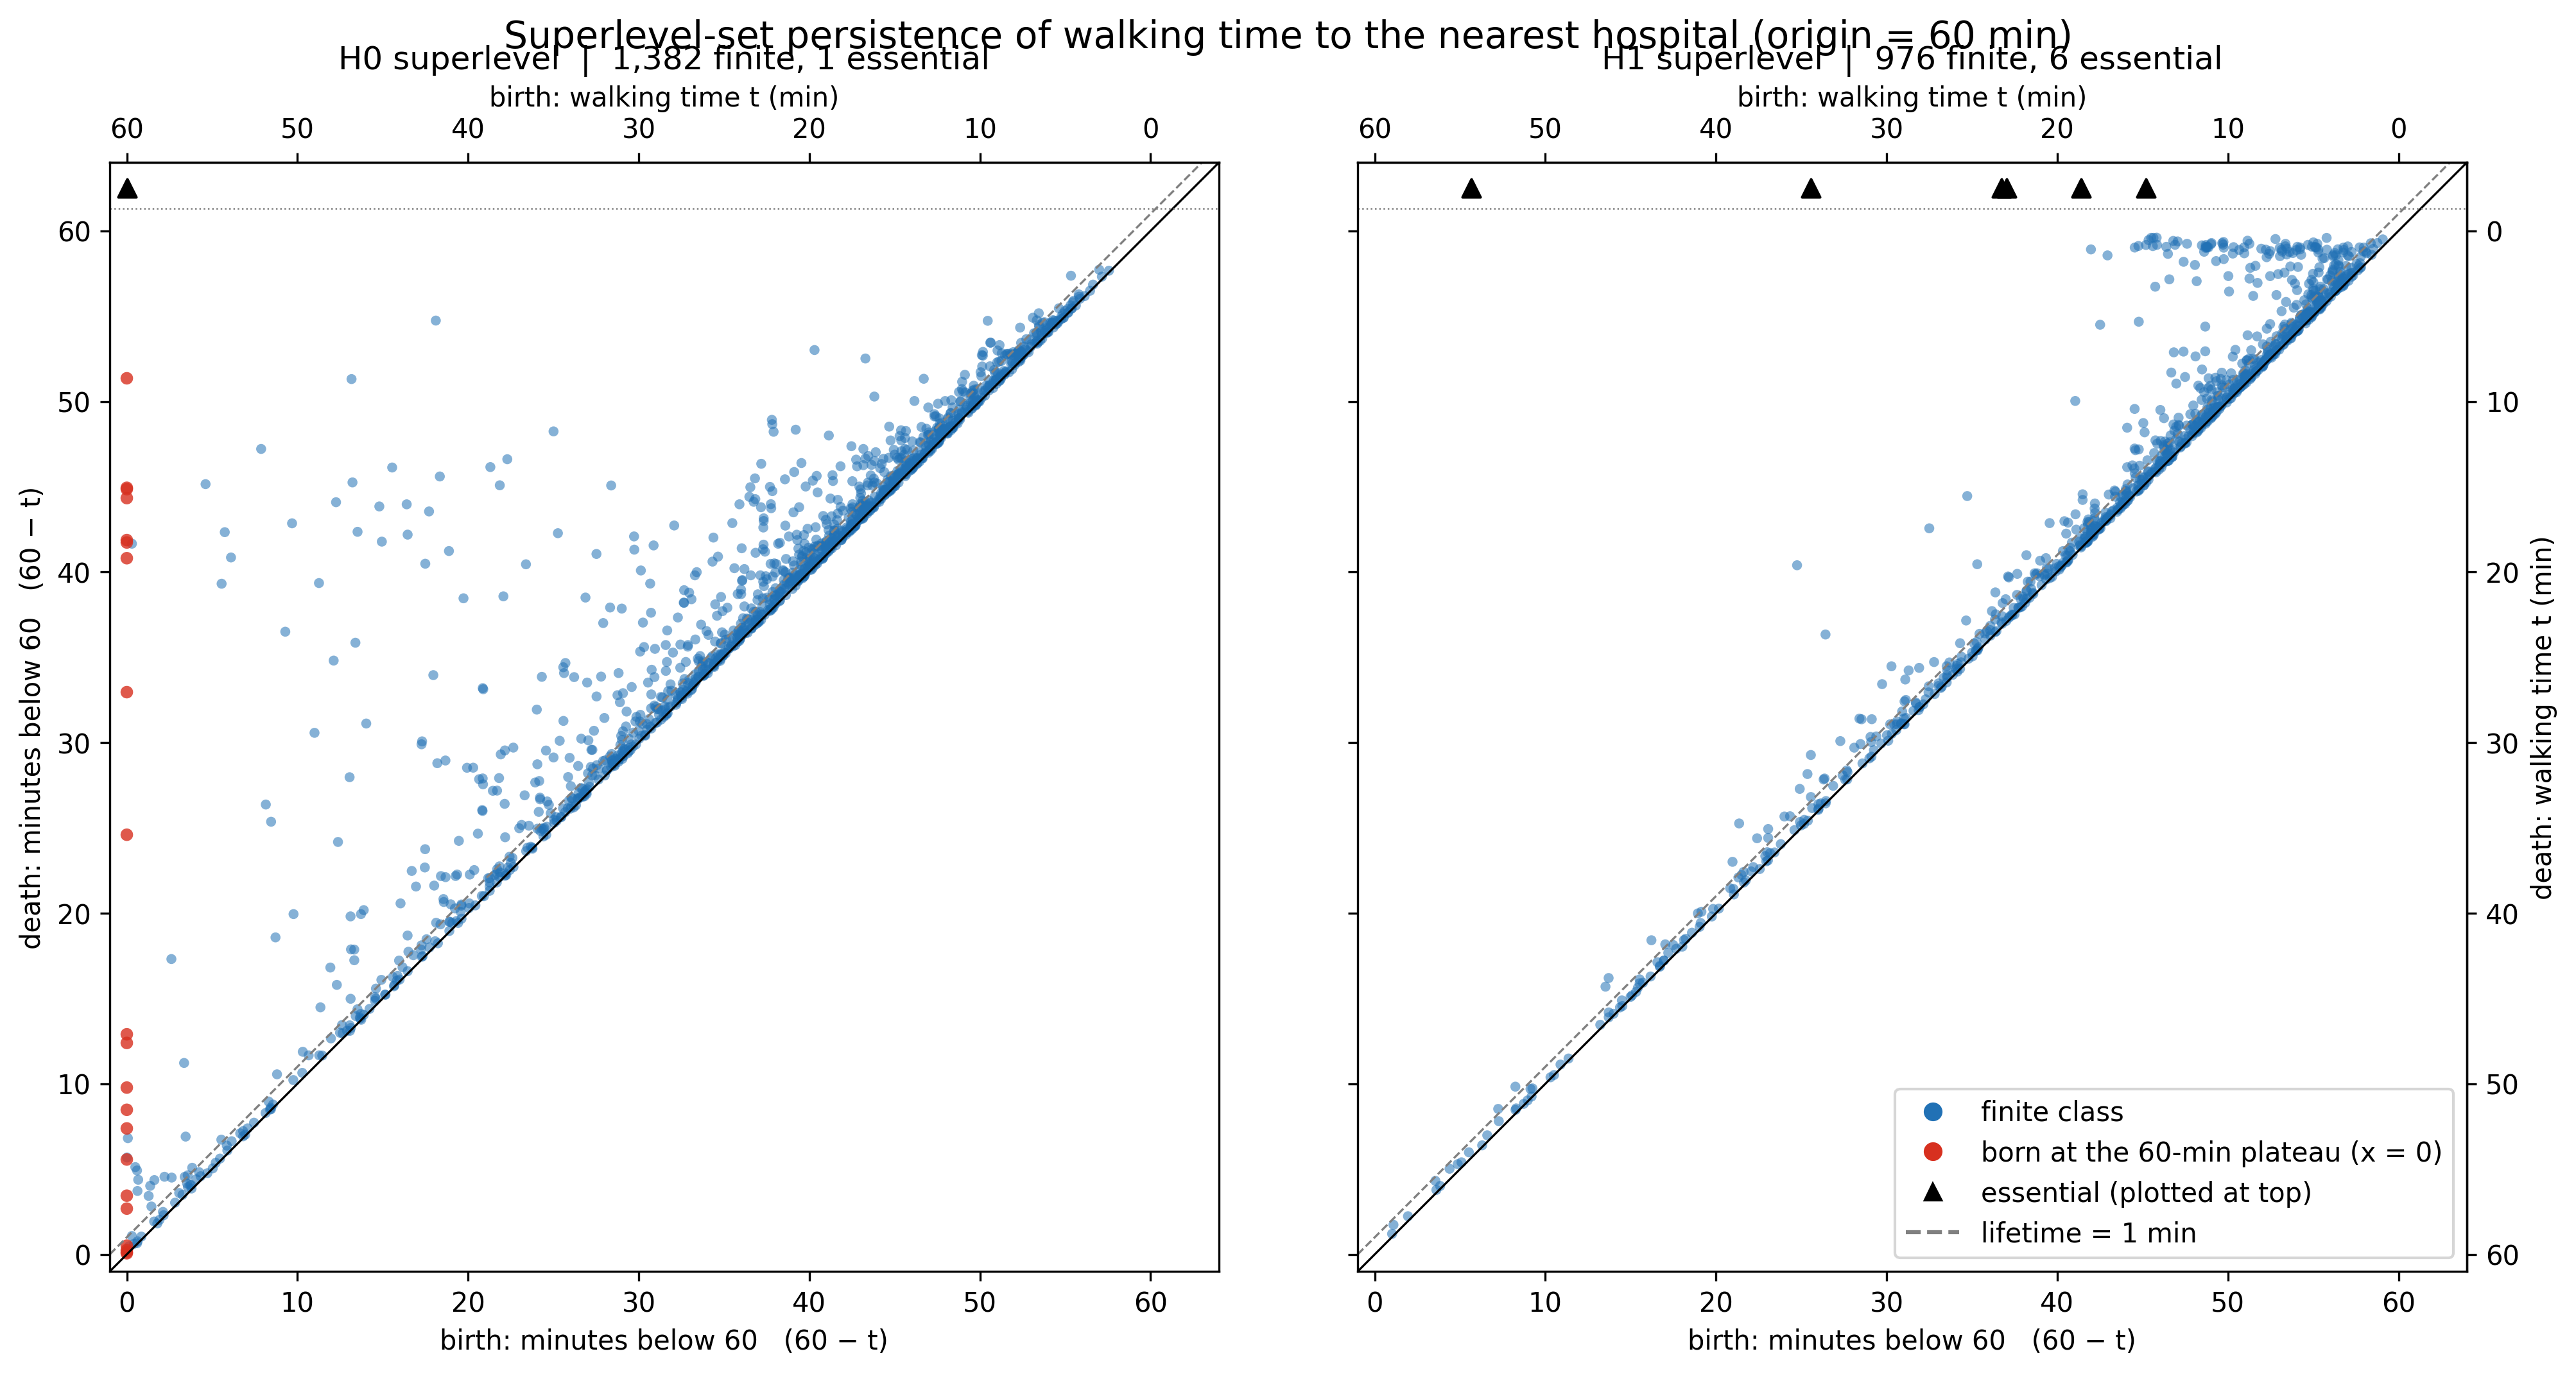 Superlevel-set persistence of walking time to the nearest hospital (origin = 60 min)
H0 superlevel | 1,382 finite, 1 essential
birth: walking time t (min)
60 50 40 30 20 10 0
death: minutes below 60 (60 − t)
60
50
40
30
20
10
0
0 10 20 30 40 50 60
birth: minutes below 60 (60 − t)
H1 superlevel | 976 finite, 6 essential
birth: walking time t (min)
60 50 40 30 20 10 0
0
10
20
30
40
50
60
death: walking time t (min)
finite class
born at the 60-min plateau (x = 0)
essential (plotted at top)
lifetime = 1 min
0 10 20 30 40 50 60
birth: minutes below 60 (60 − t)